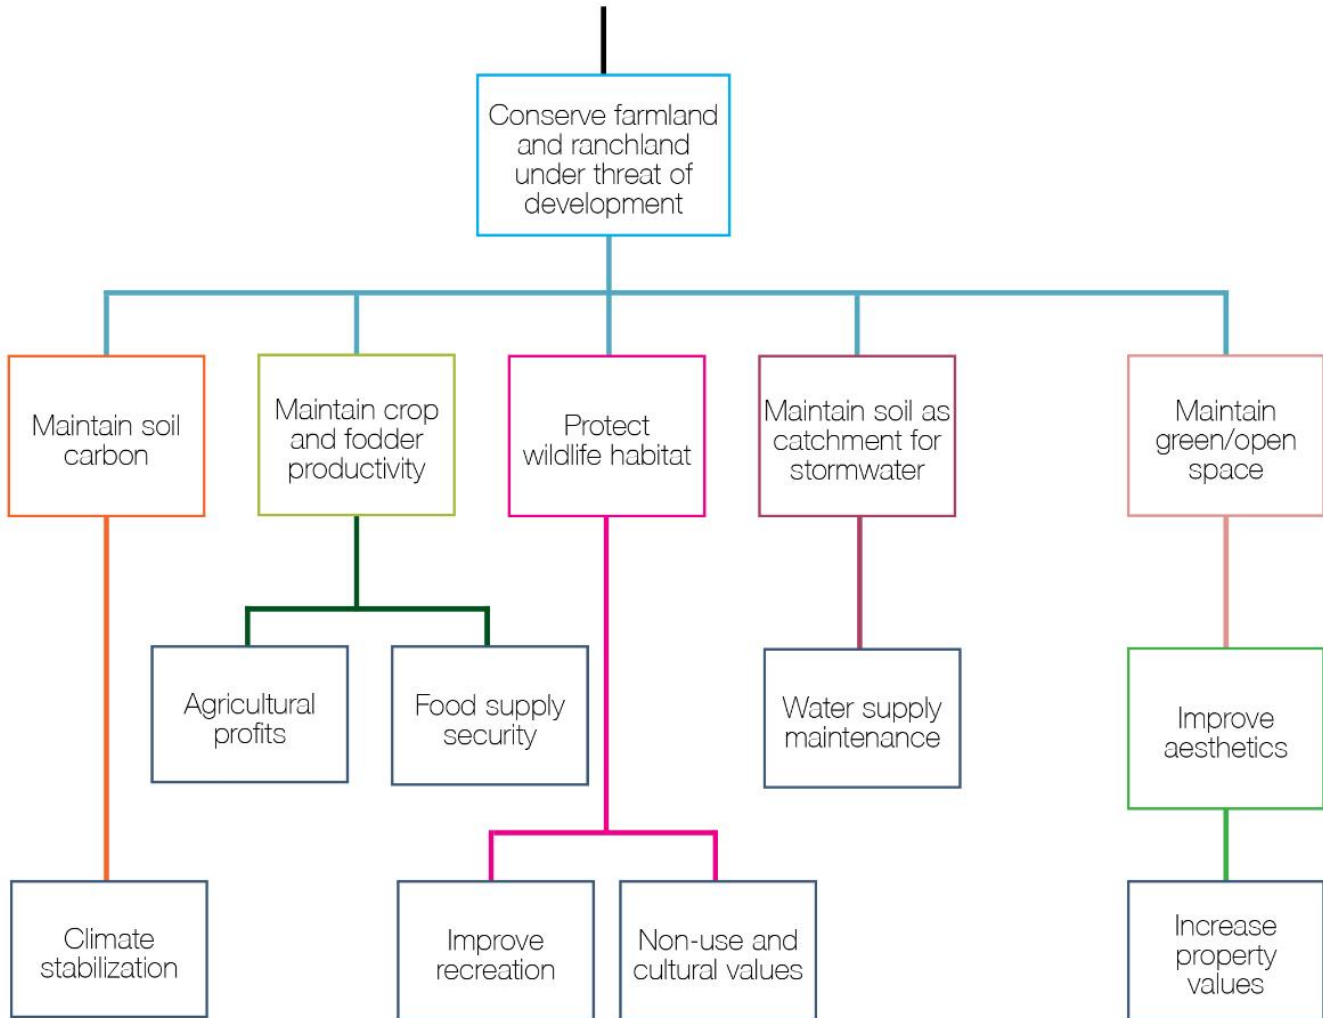 Conserve farmland
and ranchland
under threat of
development
Maintain soil
carbon
Maintain crop
and fodder
productivity
Protect
wildlife habitat
Maintain soil as
catchment for
stormwater
Maintain
green/open
space
Agricultural
profits
Food supply
security
Water supply
maintenance
Improve
aesthetics
Climate
stabilization
Improve
recreation
Non-use and
cultural values
Increase
property
values